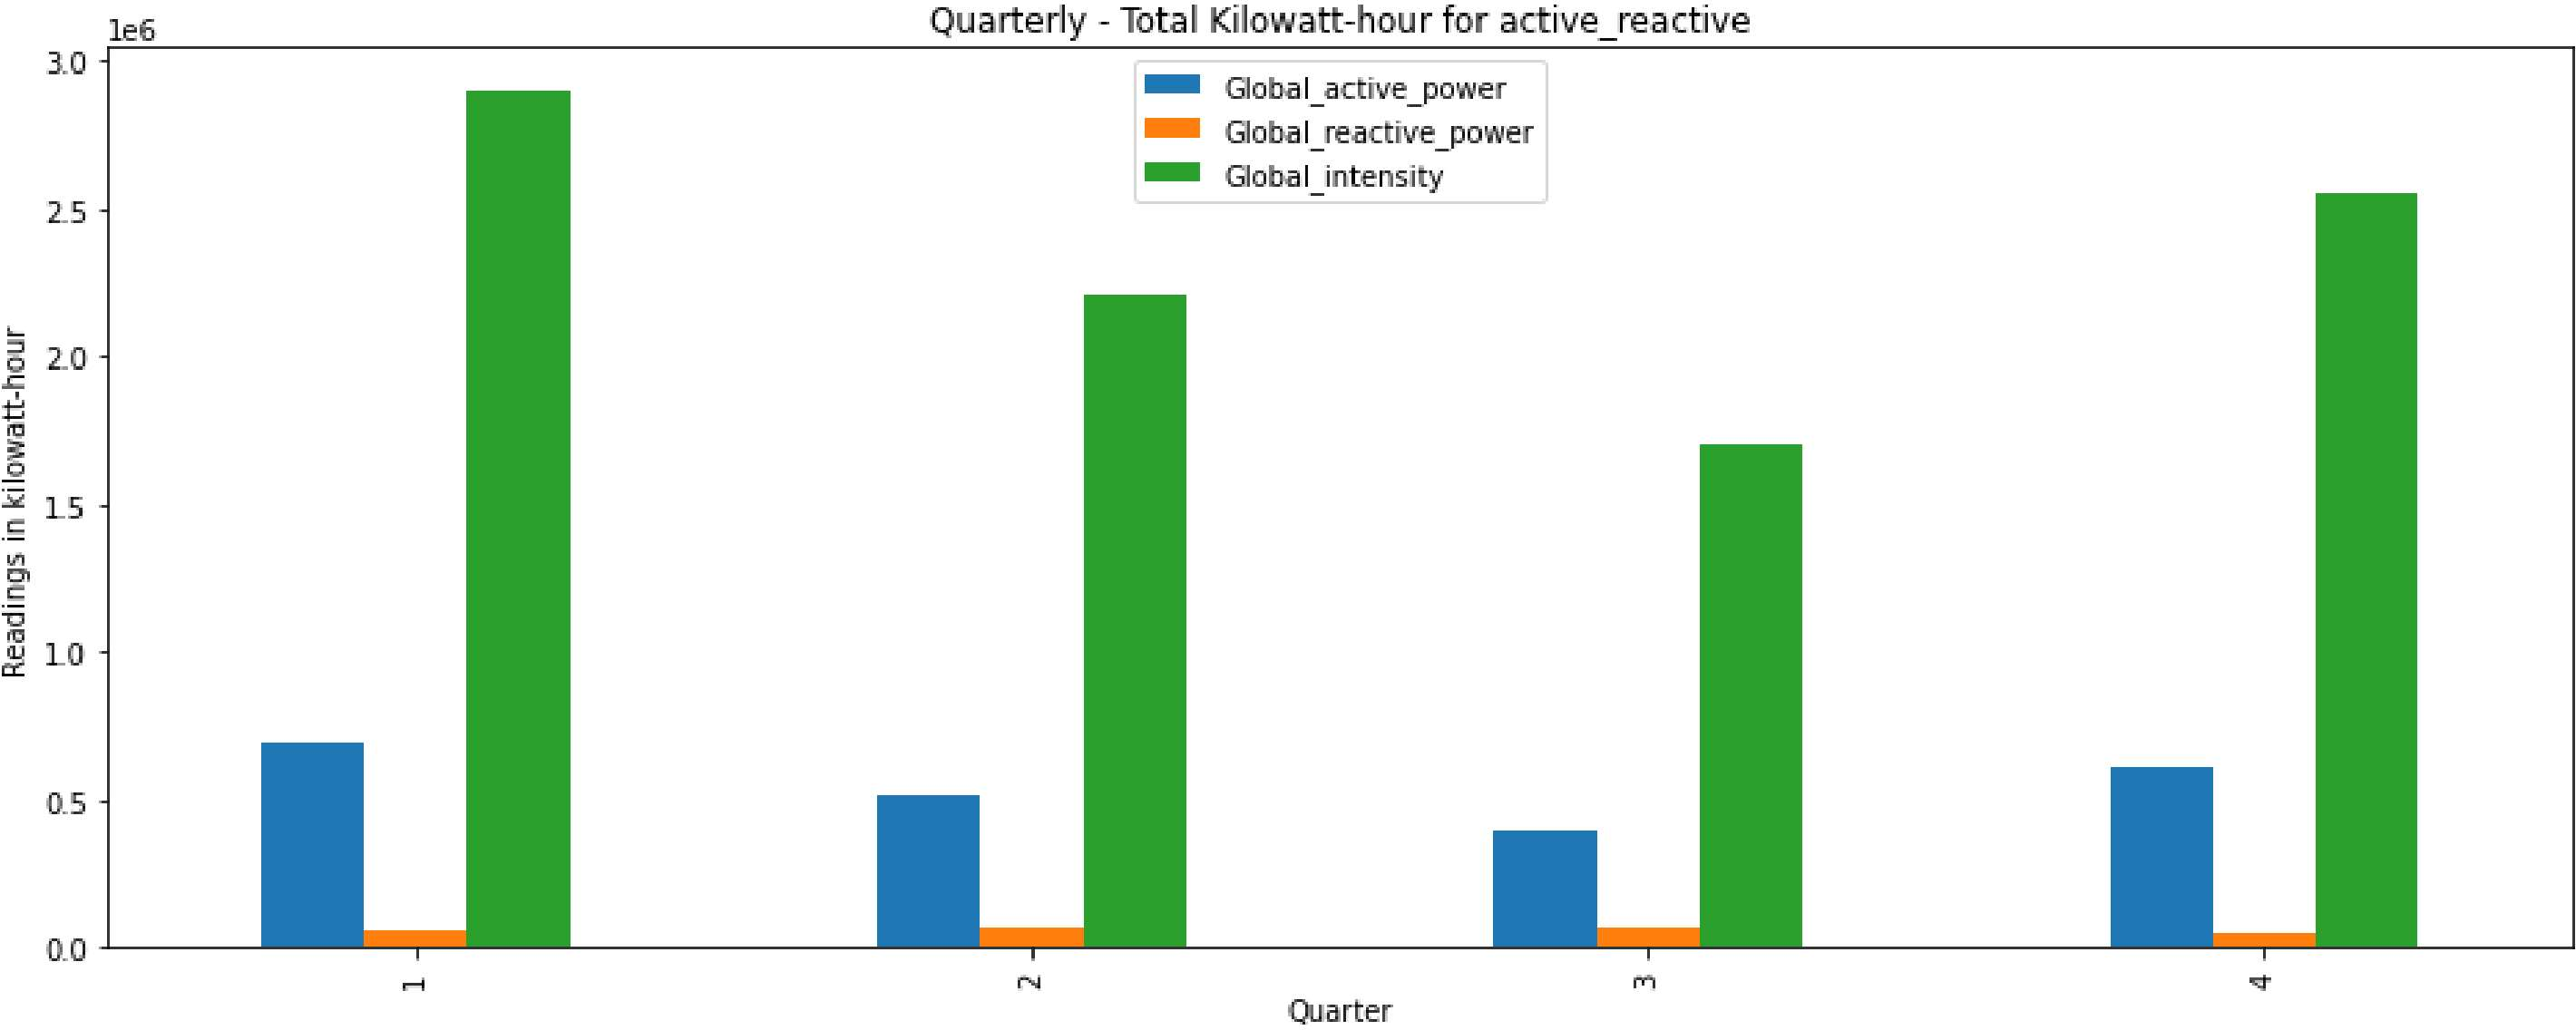 Quarterly - Total Kilowatt-hour for active_reactive
1e6
3.0
2.5
2.0
1.5
1.0
0.5
0.0
Readings in kilowatt-hour
Global_active_power
Global_reactive_power
Global_intensity
1
2
3
4
Quarter